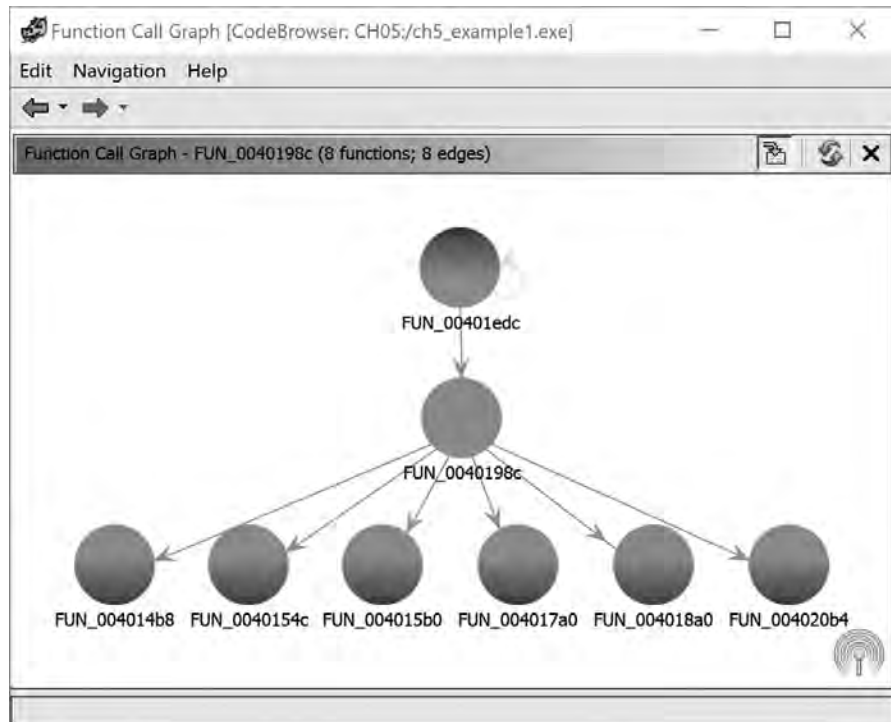 Function Call Graph [CodeBrowser: CH05:/ch5_example1.exe]
Edit Navigation Help
Function Call Graph - FUN_0040198c (8 functions; 8 edges)
FUN_00401edc
FUN_0040198c
FUN_004014b8 FUN_0040154c FUN_004015b0 FUN_004017a0 FUN_004018a0 FUN_004020b4